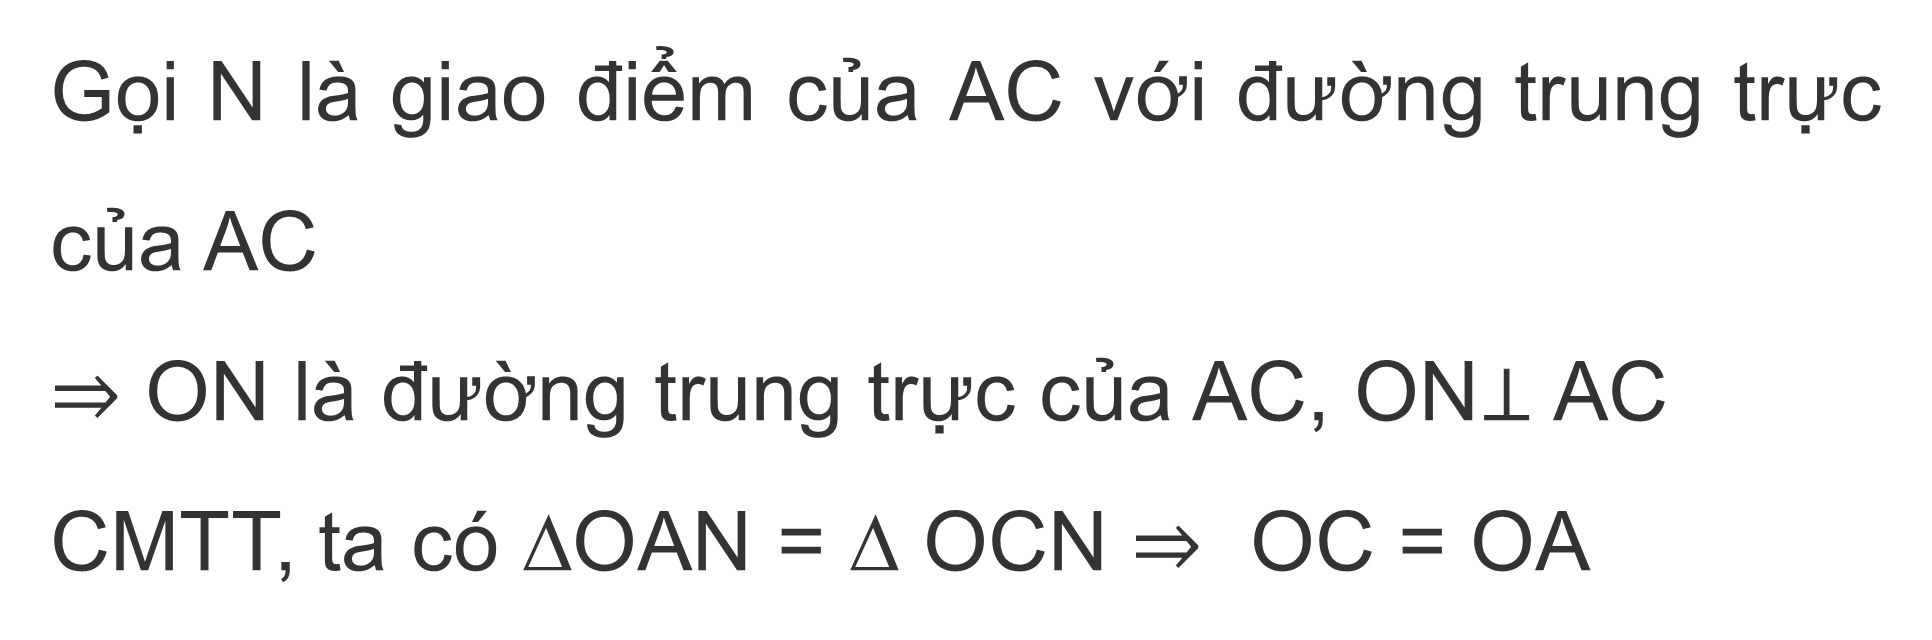 Gọi N là giao điểm của AC với đường trung trực
của AC
⇒ ON là đường trung trực của AC, ON⊥ AC
CMTT, ta có ∆OAN = ∆ OCN ⇒ OC = OA